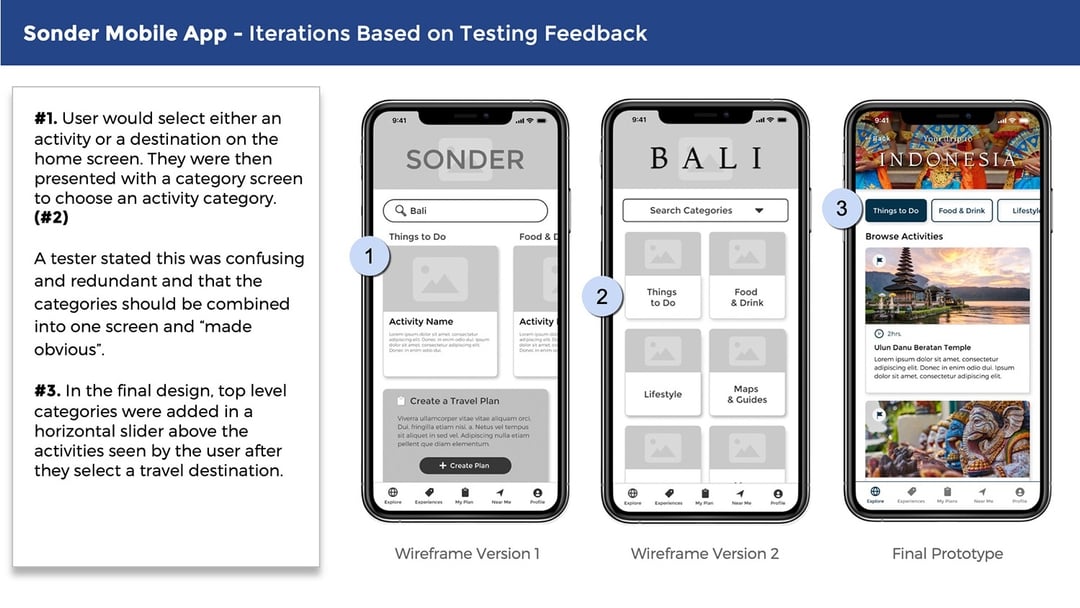 Sonder Mobile App - Iterations Based on Testing Feedback
#1. User would select either an
activity or a destination on the
home screen. They were then
presented with a category screen
to choose an activity category.
(#2)
A tester stated this was confusing
and redundant and that the
categories should be combined
into one screen and “made
obvious”.
#3. In the final design, top level
categories were added in a
horizontal slider above the
activities seen by the user after
they select a travel destination.
9:41
SONDER
Bali
Things to Do
Food & D
1
Activity Name
Lorem ipsum dolor sit amet, consectetur
adipiscing elit. Donec in enim odio dui. Ipsum
dolor sit amet, consectetur adipiscing elit.
Donec in enim odio dui.
Activity
Create a Travel Plan
Viverra ullamcorper vitae vitae aliquam orci.
Dui, fringilla etiam nisi, a. Netus vel tempus
sit aliquet in sed vel. Adipiscing nulla etiam
pellent que diam elementum.
+ Create Plan
Explore
Experiences
My Plan
Near Me
Profile
Wireframe Version 1
9:41
BALI
Search Categories
2
Things
to Do
Food
& Drink
Lifestyle
Maps
& Guides
Explore
Experiences
My Plan
Near Me
Profile
Wireframe Version 2
9:41
Back
INDONESIA
3
Things to Do
Food & Drink
Lifestyle
Browse Activities
2hrs.
Ulun Danu Beratan Temple
Lorem ipsum dolor sit amet, consectetur
adipiscing elit. Donec in enim odio dui. Ipsum
dolor sit amet, consectetur adipiscing elit.
Explore
Experiences
My Plans
Near Me
Profile
Final Prototype